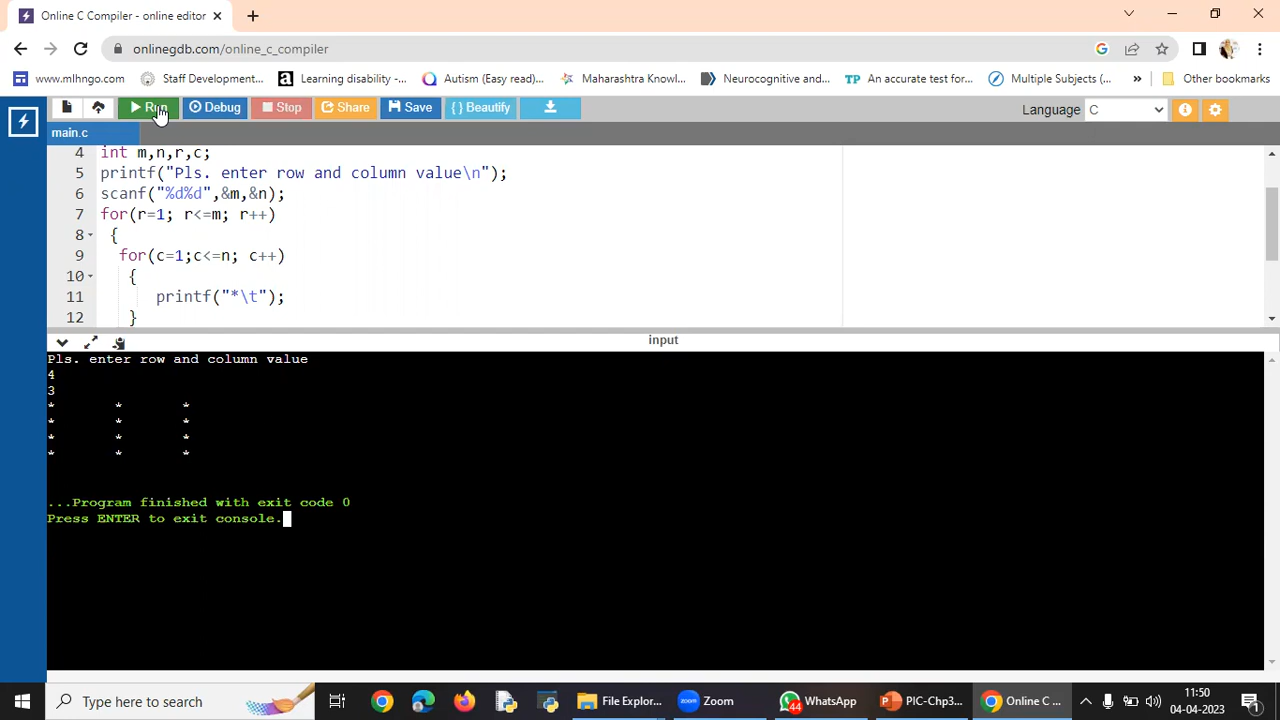 Online C Compiler - online editor
onlinegdb.com/online_c_compiler
www.mlhngo.com
Staff Development...
Learning disability -...
Autism (Easy read)...
Maharashtra Knowl...
Neurocognitive and...
An accurate test for...
Multiple Subjects (...
»
Other bookmarks
Run
Debug
Stop
Share
Save
{ } Beautify
Language
C
main.c
4 int m,n,r,c;
5 printf("Pls. enter row and column value\n");
6 scanf("%d%d",&m,&n);
7 for(r=1; r<=m; r++)
8 {
9 for(c=1;c<=n; c++)
10 {
11 printf("*\t");
12 }
input
Pls. enter row and column value
4
3
* * *
* * *
* * *
* * *
...Program finished with exit code 0
Press ENTER to exit console.
Type here to search
File Explor...
Zoom
WhatsApp
44
PIC-Chp3...
Online C ...
11:50
04-04-2023
1